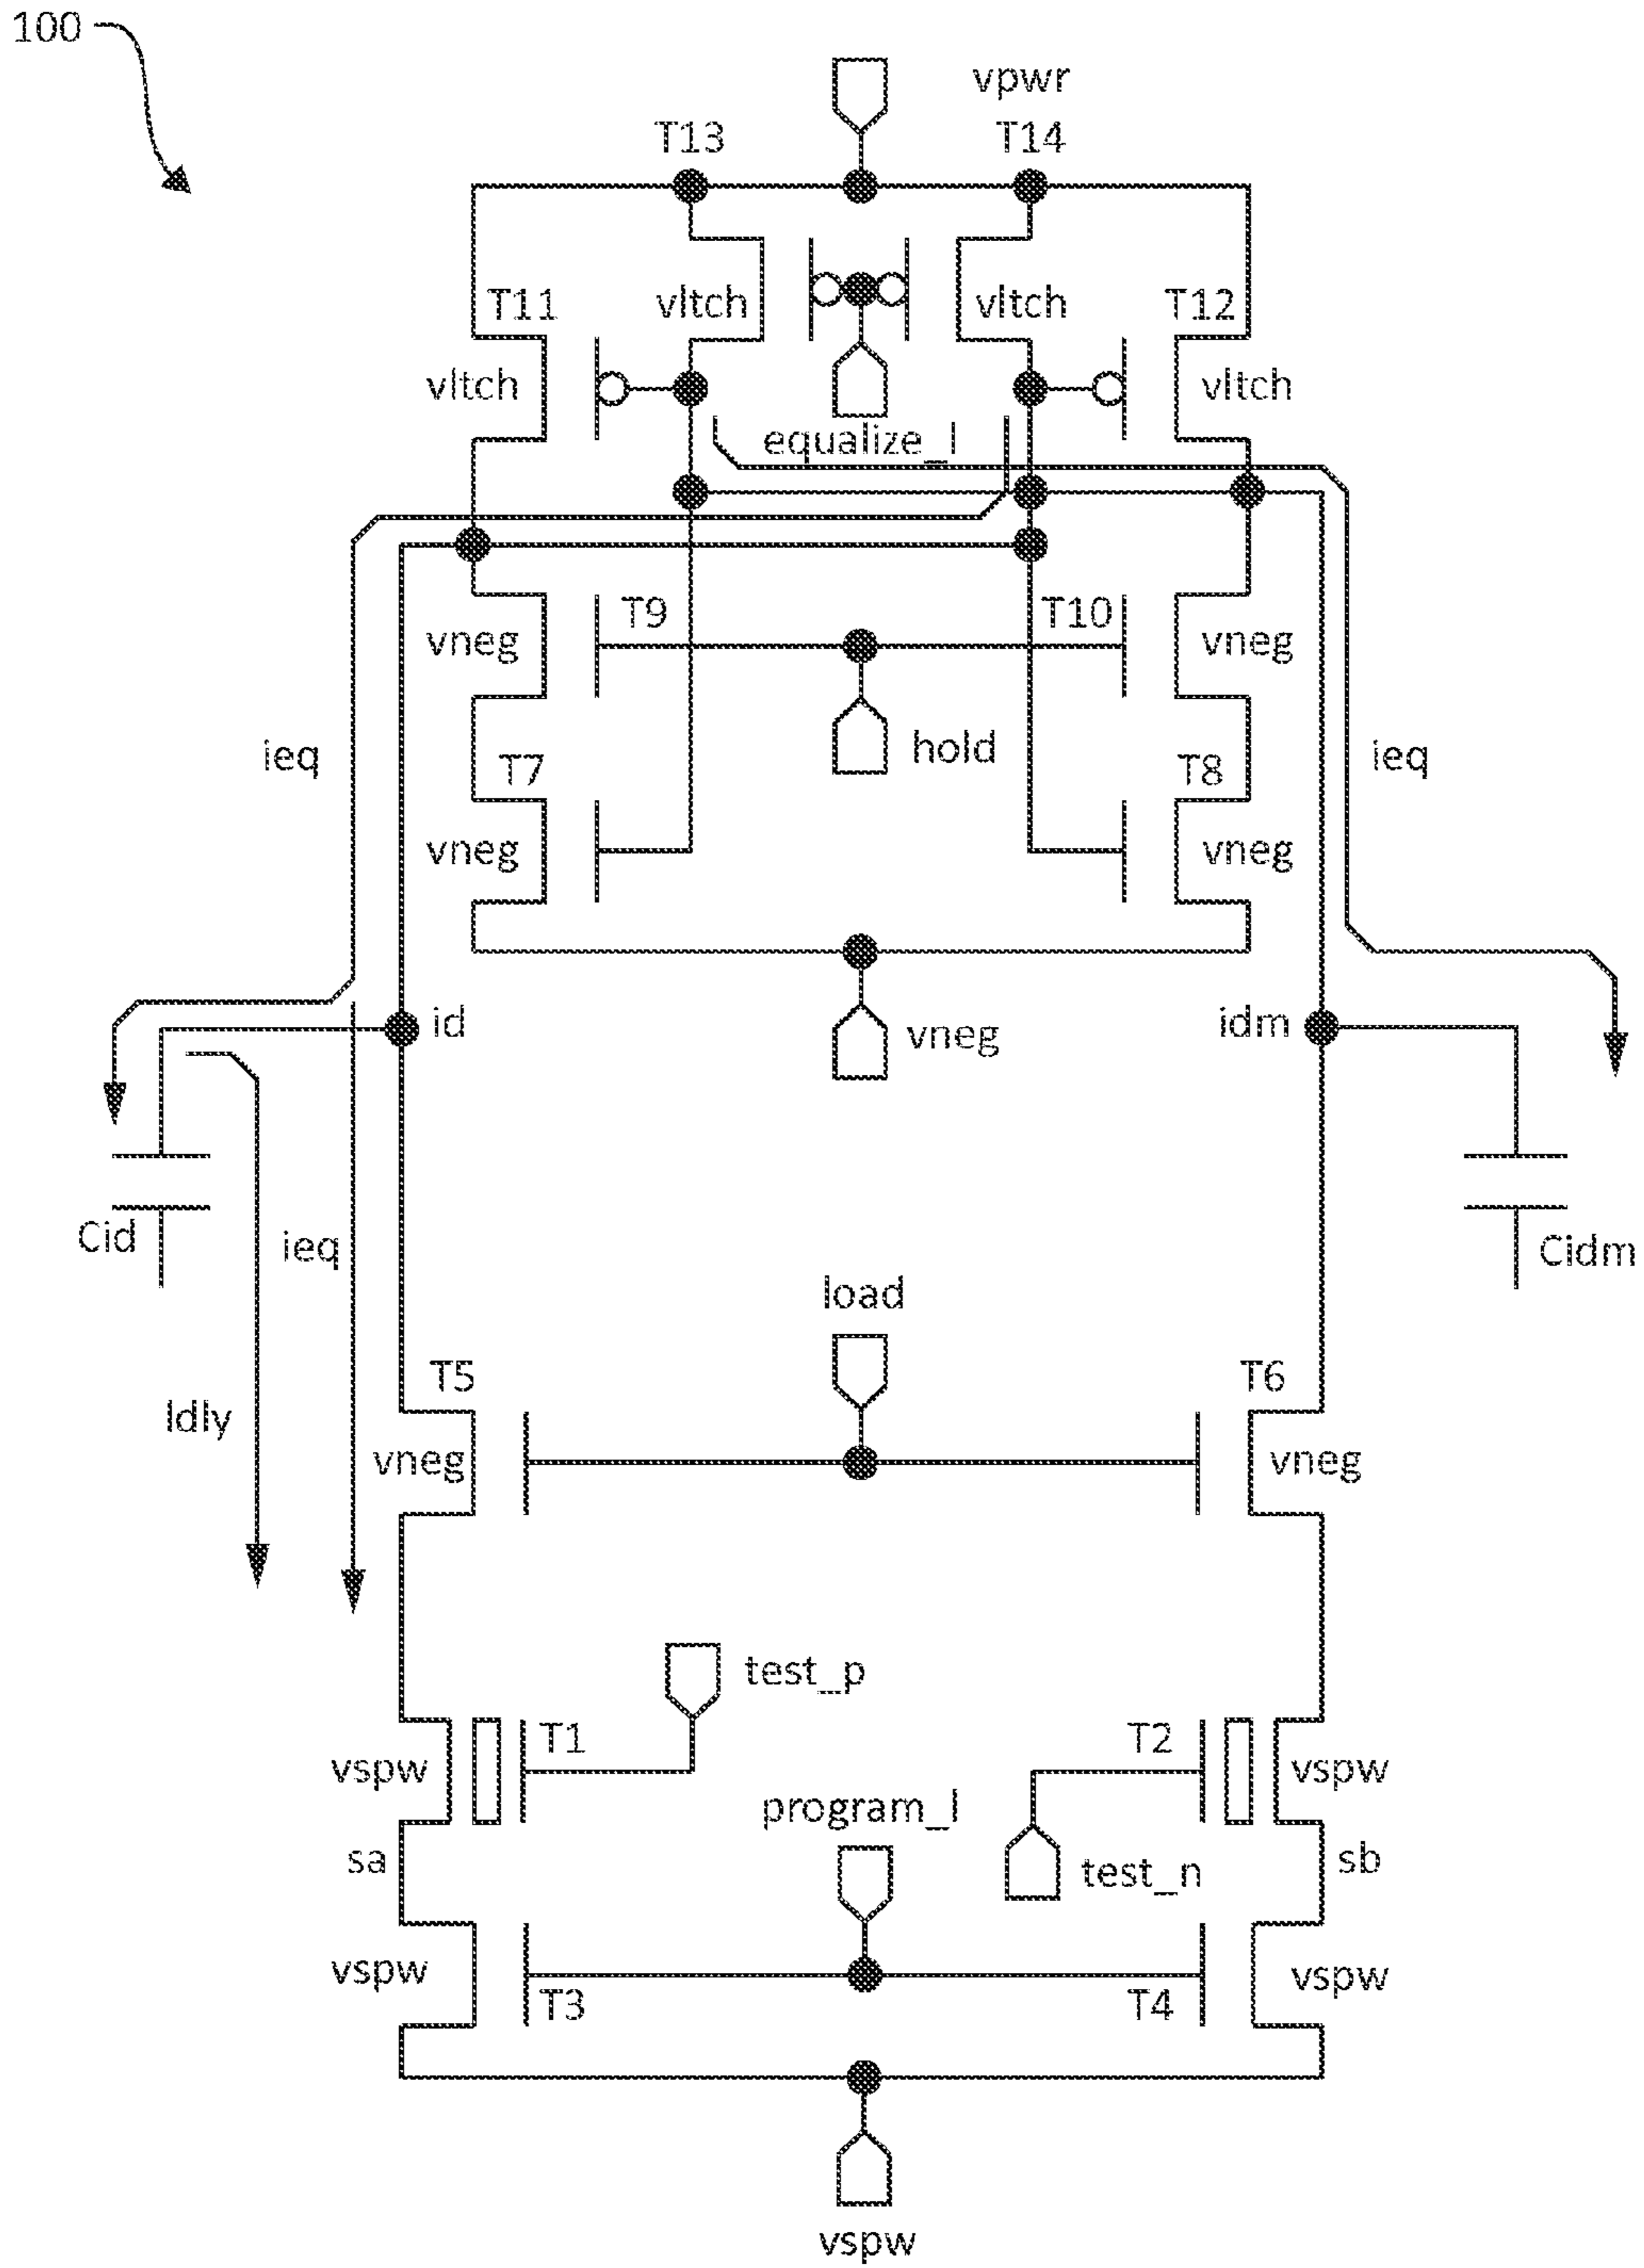 100
vpwr
T13
T14
T11
vltch
vltch
T12
vltch
vltch
equalize_l
T9
T10
vneg
vneg
ieq
hold
ieq
T7
T8
vneg
vneg
id
vneg
idm
Cid
ieq
Cidm
load
T5
T6
Idly
vneg
vneg
test_p
T1
T2
vspw
vspw
program_l
sa
test_n
sb
vspw
vspw
T3
T4
vspw